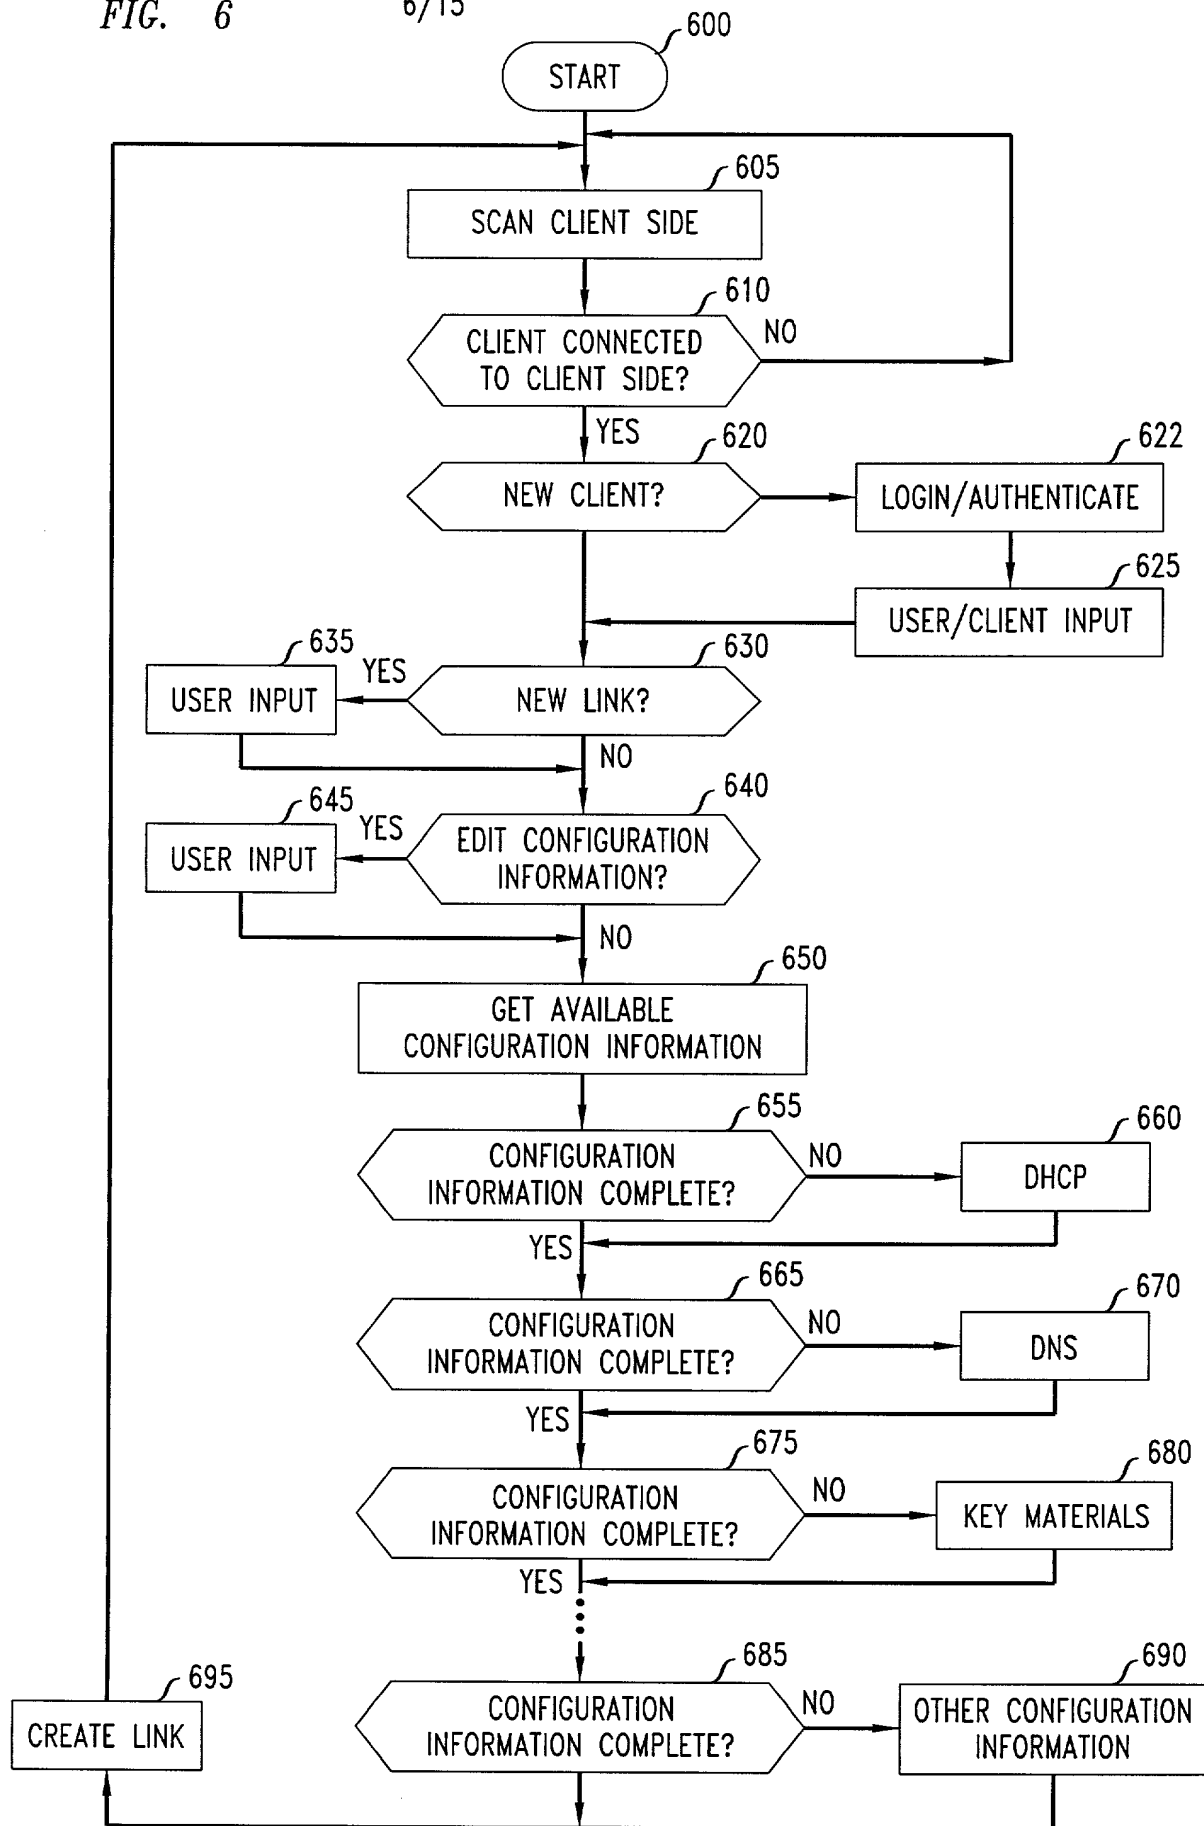 FIG. 6
6/15
600
START
605
SCAN CLIENT SIDE
610
CLIENT CONNECTED
TO CLIENT SIDE?
NO
YES
620
NEW CLIENT?
622
LOGIN/AUTHENTICATE
625
USER/CLIENT INPUT
630
NEW LINK?
YES
635
USER INPUT
NO
640
EDIT CONFIGURATION
INFORMATION?
YES
645
USER INPUT
NO
650
GET AVAILABLE
CONFIGURATION INFORMATION
655
CONFIGURATION
INFORMATION COMPLETE?
NO
660
DHCP
YES
665
CONFIGURATION
INFORMATION COMPLETE?
NO
670
DNS
YES
675
CONFIGURATION
INFORMATION COMPLETE?
NO
680
KEY MATERIALS
YES
685
CONFIGURATION
INFORMATION COMPLETE?
NO
690
OTHER CONFIGURATION
INFORMATION
695
CREATE LINK